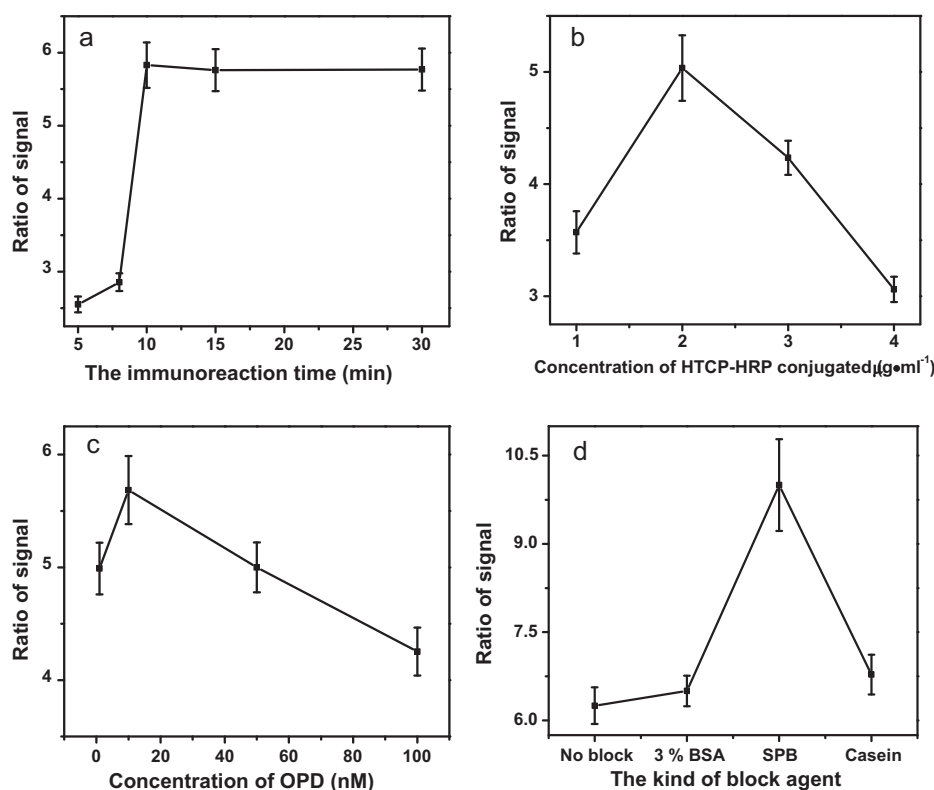 a
6
5
4
3
Ratio of signal
5 10 15 20 25 30
The immunoreaction time (min)
b
5
4
3
Ratio of signal
1 2 3 4
Concentration of HTCP-HRP conjugated(μg•ml⁻¹)
c
6
5
4
Ratio of signal
0 20 40 60 80 100
Concentration of OPD (nM)
d
10.5
9.0
7.5
6.0
Ratio of signal
No block 3 % BSA SPB Casein
The kind of block agent